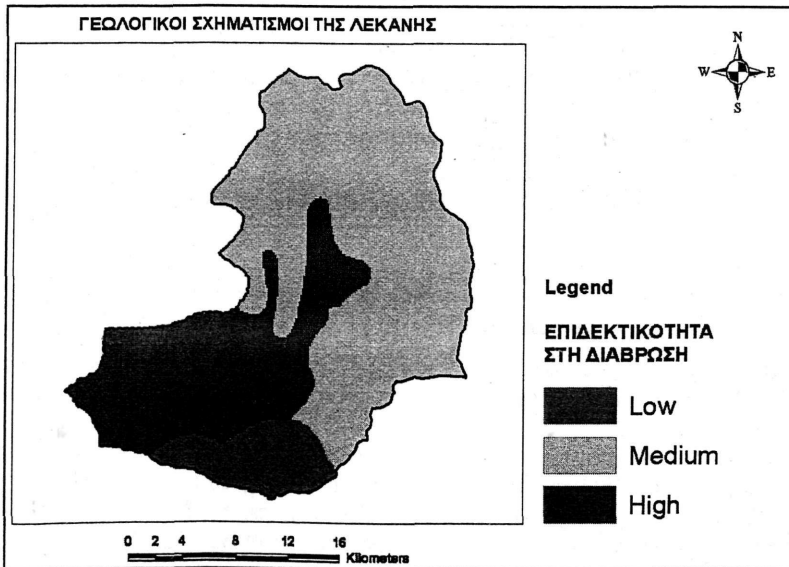 ΓΕΩΛΟΓΙΚΟΙ ΣΧΗΜΑΤΙΣΜΟΙ ΤΗΣ ΛΕΚΑΝΗΣ
N
W E
S
Legend
ΕΠΙΔΕΚΤΙΚΟΤΗΤΑ
ΣΤΗ ΔΙΑΒΡΩΣΗ
Low
Medium
High
0 2 4 8 12 16
Kilometers